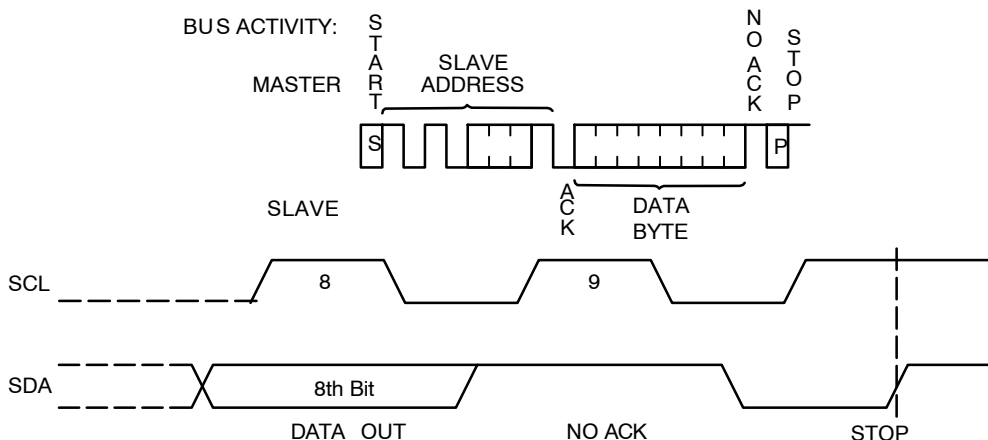 BUS ACTIVITY:
MASTER
START
SLAVE
ADDRESS
NO ACK
STOP
S
P
SLAVE
ACK
DATA
BYTE
SCL
8
9
SDA
8th Bit
DATA OUT
NO ACK
STOP